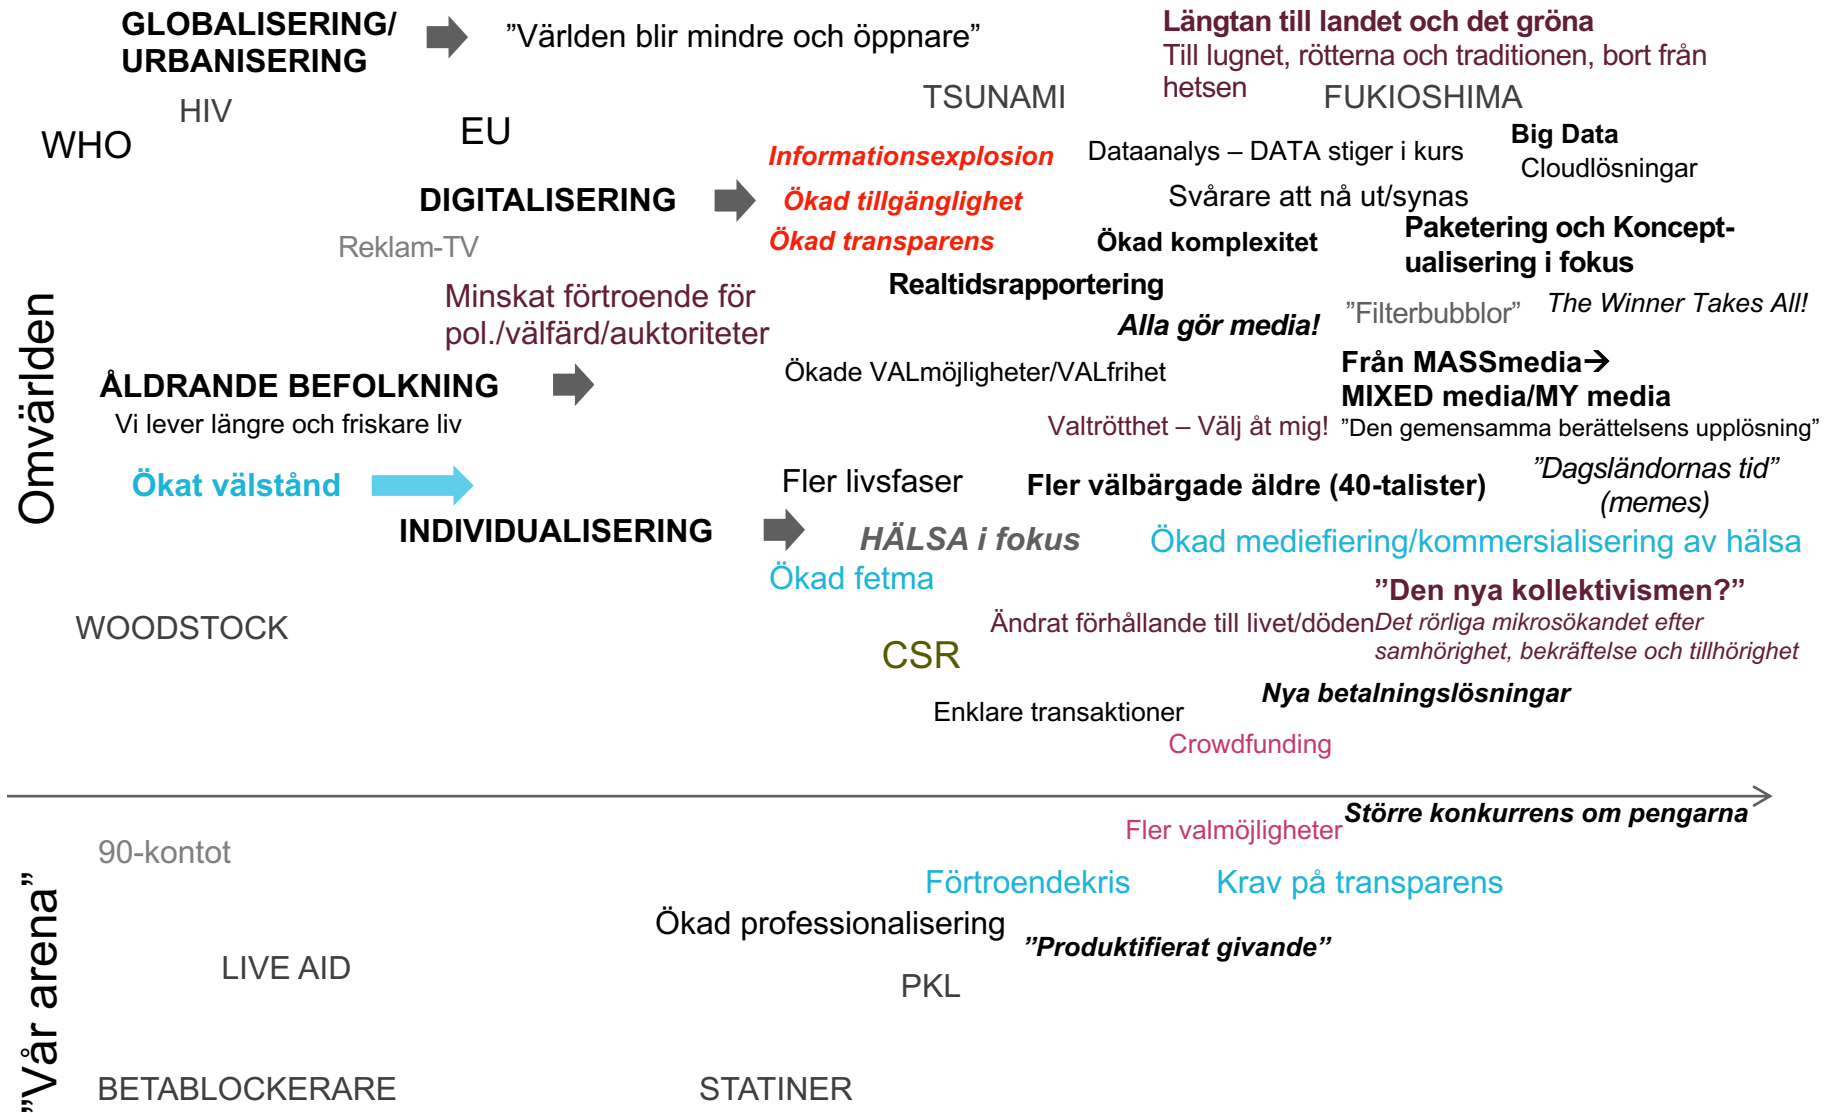 GLOBALISERING/
URBANISERING
”Världen blir mindre och öppnare”
Längtan till landet och det gröna
Till lugnet, rötterna och traditionen, bort från
hetsen
HIV
TSUNAMI
FUKIOSHIMA
WHO
EU
Informationsexplosion
Dataanalys – DATA stiger i kurs
Big Data
Cloudlösningar
DIGITALISERING
Ökad tillgänglighet
Svårare att nå ut/synas
Reklam-TV
Ökad transparens
Ökad komplexitet
Paketering och Koncept-
ualisering i fokus
Realtidsrapportering
Minskat förtroende för
pol./välfärd/auktoriteter
Alla gör media!
”Filterbubblor”
The Winner Takes All!
Omvärlden
ÅLDRANDE BEFOLKNING
Vi lever längre och friskare liv
Ökade VALmöjligheter/VALfrihet
Från MASSmedia→
MIXED media/MY media
”Den gemensamma berättelsens upplösning”
Valtrötthet – Välj åt mig!
Ökat välstånd
Fler livsfaser
Fler välbärgade äldre (40-talister)
”Dagsländornas tid”
(memes)
INDIVIDUALISERING
HÄLSA i fokus
Ökad mediefiering/kommersialisering av hälsa
Ökad fetma
”Den nya kollektivismen?”
Det rörliga mikrosökandet efter
samhörighet, bekräftelse och tillhörighet
WOODSTOCK
Ändrat förhållande till livet/döden
CSR
Nya betalningslösningar
Enklare transaktioner
Crowdfunding
Större konkurrens om pengarna
Fler valmöjligheter
90-kontot
Förtroendekris
Krav på transparens
”Vår arena”
Ökad professionalisering
”Produktifierat givande”
LIVE AID
PKL
BETABLOCKERARE
STATINER